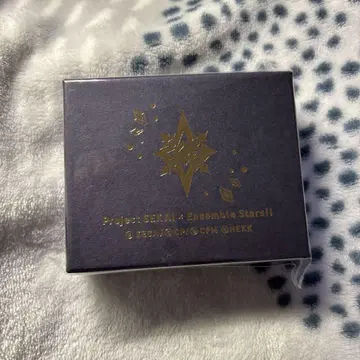 Project SEKAI × Ensemble Stars!!
© SEGA / © CP / © CFM © HEKK